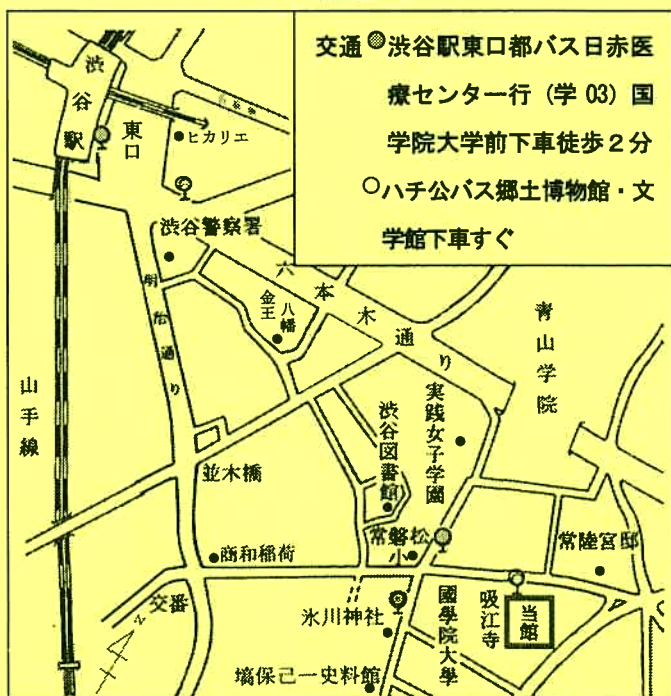 交通 渋谷駅東口都バス日赤医
療センター行(学03)国
学院大学前下車徒歩2分
○ハチ公バス郷土博物館・文
学館下車すぐ
渋谷駅
東口
ヒカリエ
渋谷警察署
六本木通り
明治通り
金王八幡
青山学院
山手線
実践女子学園
渋谷図書館
並木橋
常磐松小
常陸宮邸
商和稲荷
交番
氷川神社
國學院大學
吸江寺
当館
N
塙保己一史料館